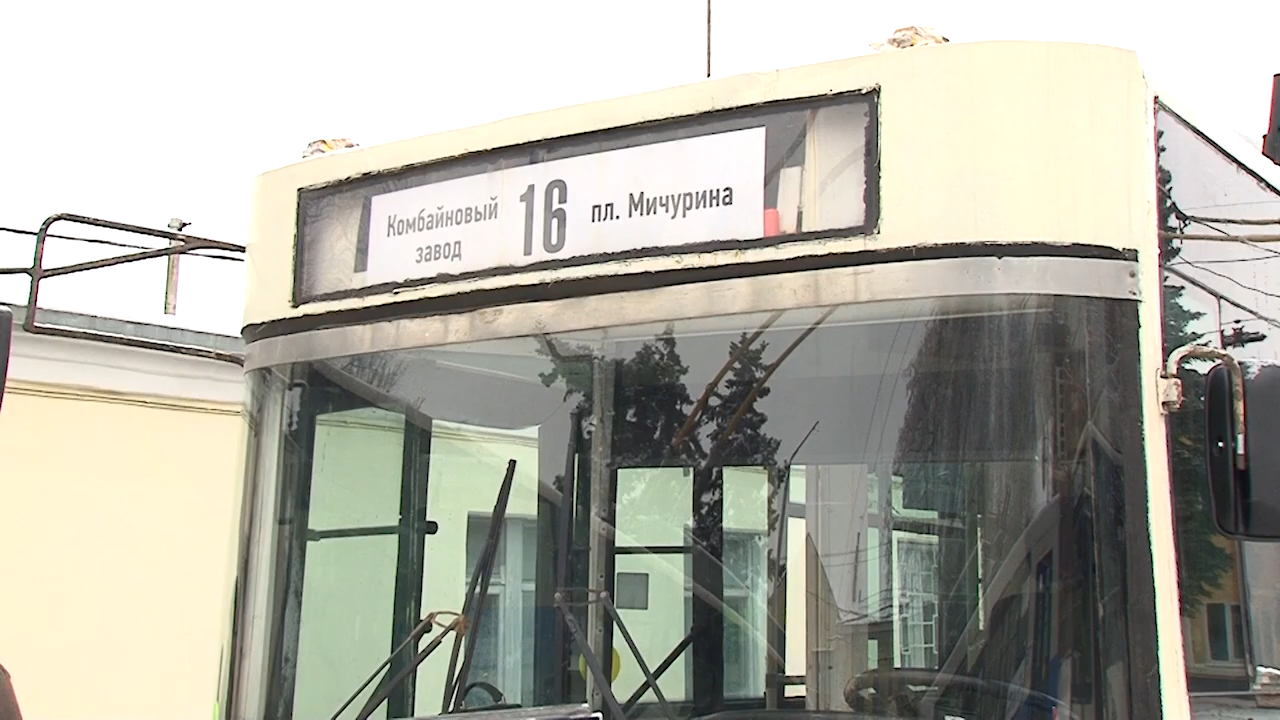 Комбайновый
завод
16
пл. Мичурина